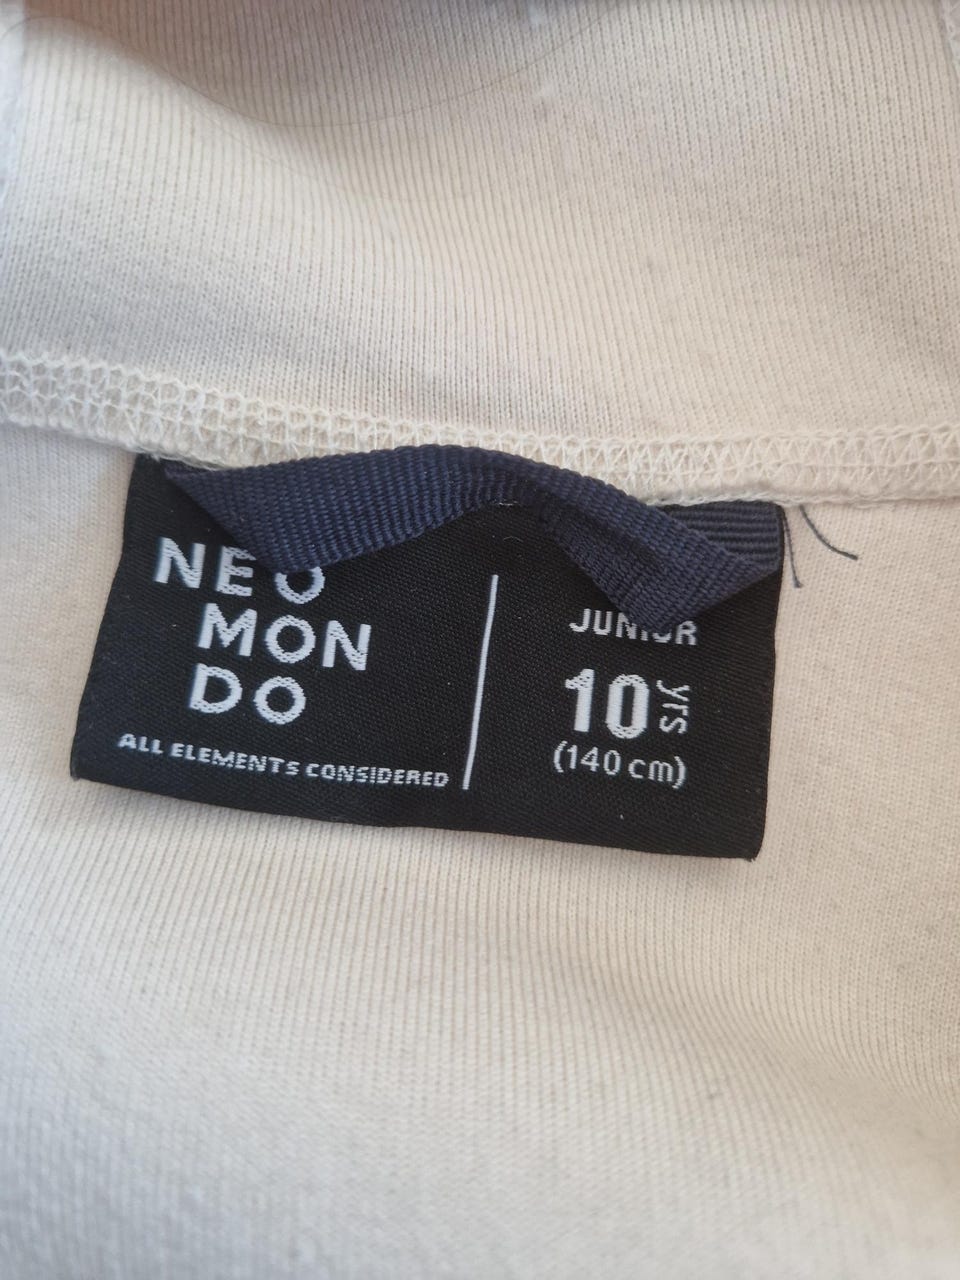 NEO
MON
DO
ALL ELEMENTS CONSIDERED
JUNIOR
10 yrs
(140 cm)